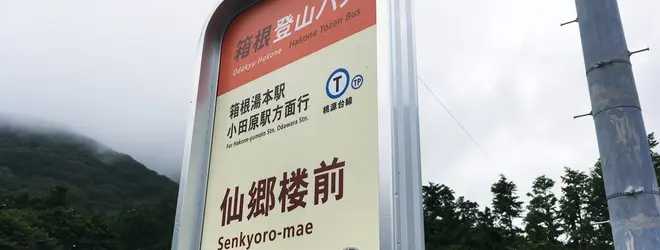 箱根登山バス
Odakyu Hakone Hakone Tozan Bus
箱根湯本駅
小田原駅方面行
For Hakone-yumoto Stn. Odawara Stn.
T TP
桃源台線
仙郷楼前
Senkyoro-mae